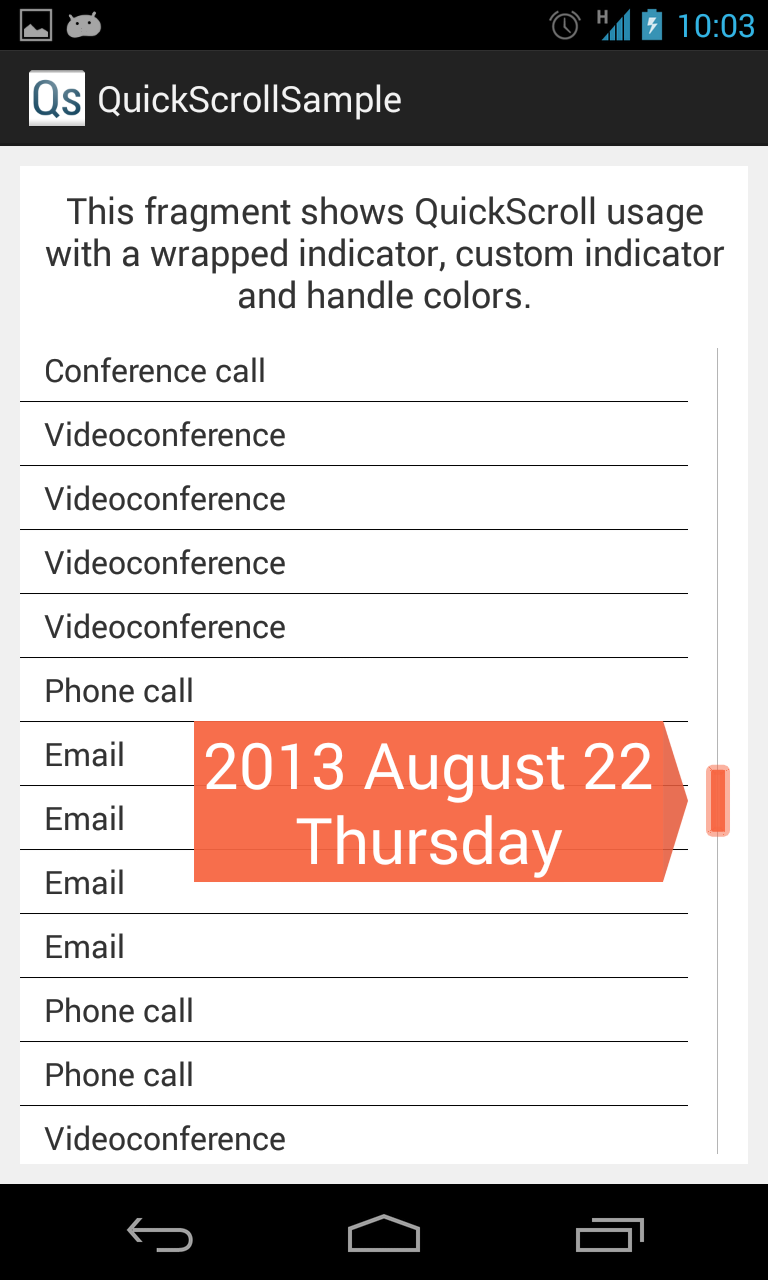 H
10:03
Qs QuickScrollSample
This fragment shows QuickScroll usage
with a wrapped indicator, custom indicator
and handle colors.
Conference call
Videoconference
Videoconference
Videoconference
Videoconference
Phone call
Email
2013 August 22
Thursday
Email
Email
Email
Phone call
Phone call
Videoconference